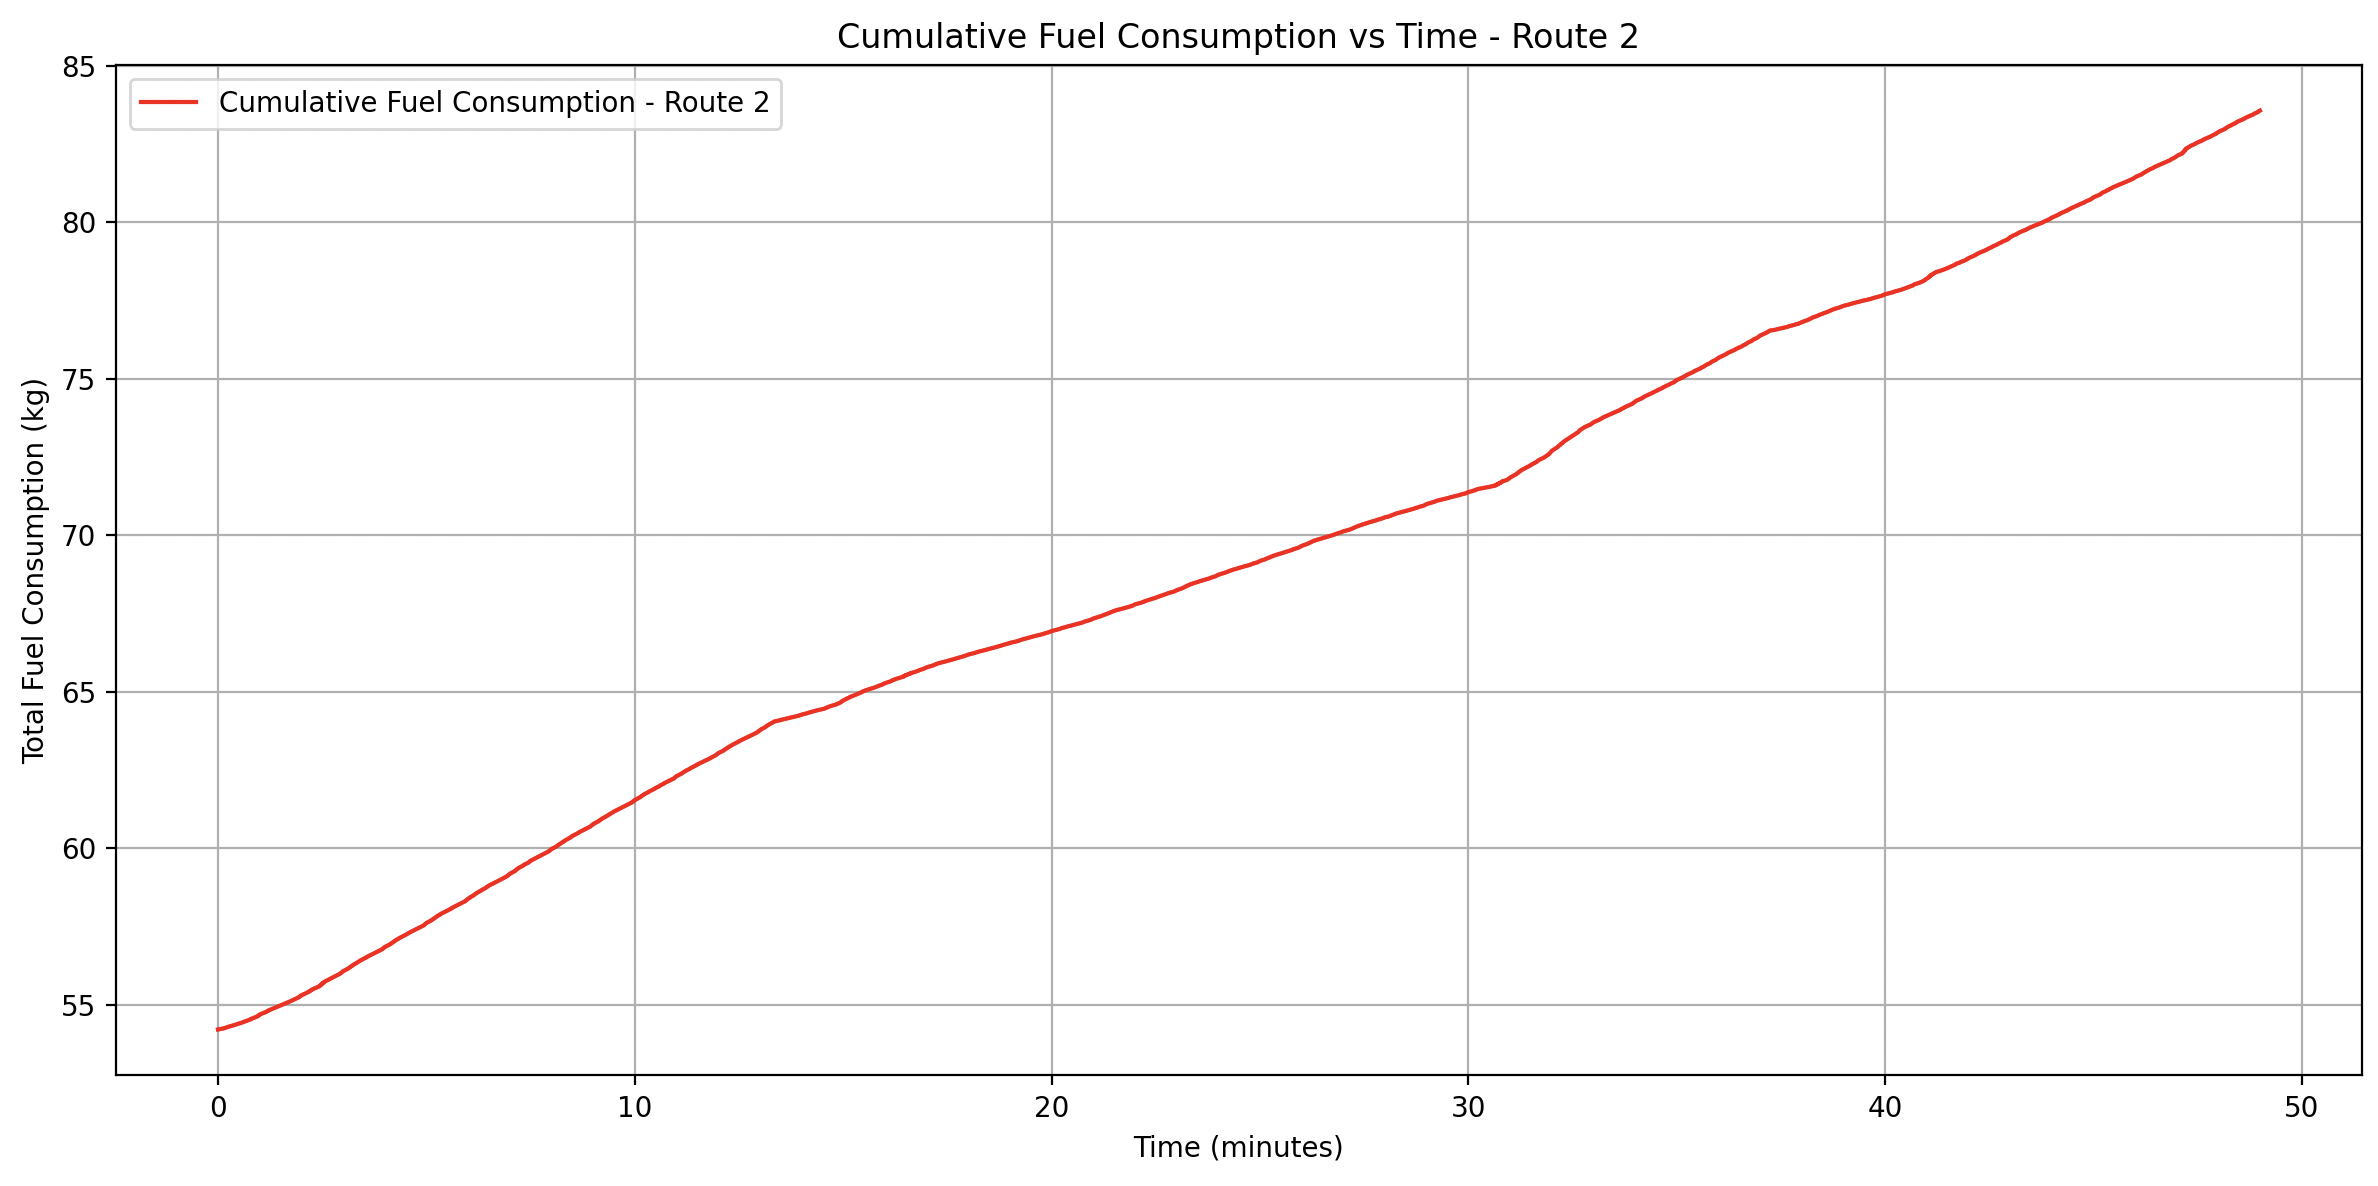 Cumulative Fuel Consumption vs Time - Route 2
Cumulative Fuel Consumption - Route 2
Total Fuel Consumption (kg)
85
80
75
70
65
60
55
0 10 20 30 40 50
Time (minutes)